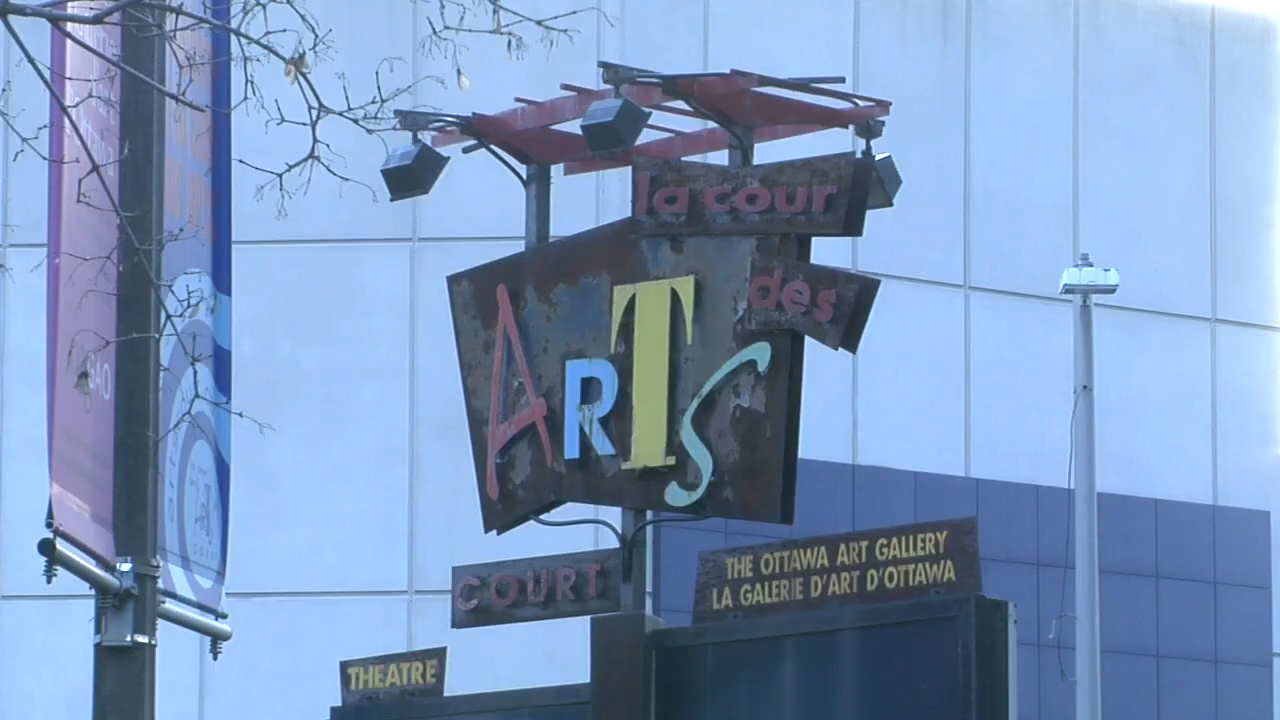 la cour
des
ARTS
COURT
THE OTTAWA ART GALLERY
LA GALERIE D'ART D'OTTAWA
THEATRE